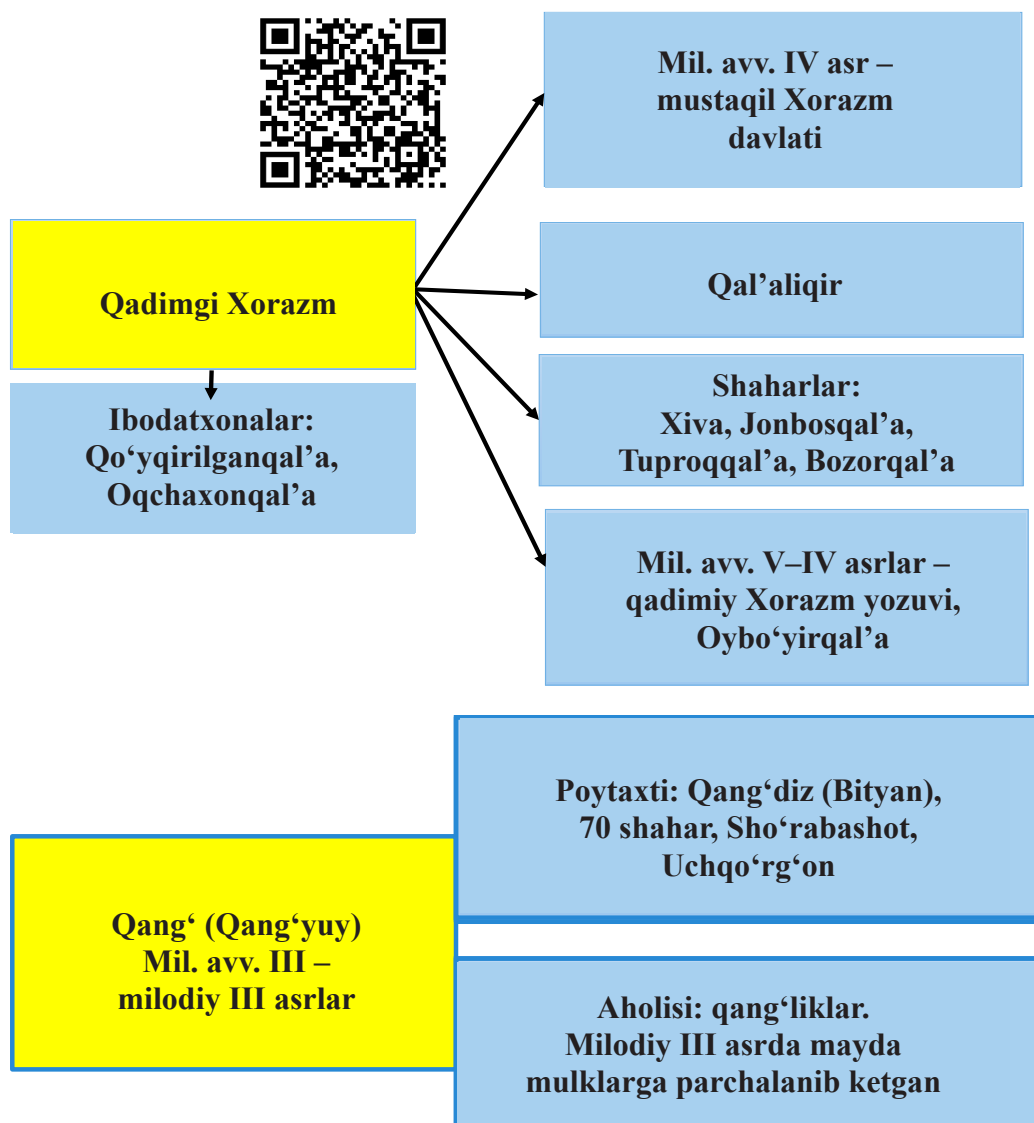 Mil. avv. IV asr –
mustaqil Xorazm
davlati
Qadimgi Xorazm
Qal’aliqir
Ibodatxonalar:
Qo‘yqirilganqal’a,
Oqchaxonqal’a
Shaharlar:
Xiva, Jonbosqal’a,
Tuproqqal’a, Bozorqal’a
Mil. avv. V–IV asrlar –
qadimiy Xorazm yozuvi,
Oybo‘yirqal’a
Qang‘ (Qang‘yuy)
Mil. avv. III –
milodiy III asrlar
Poytaxti: Qang‘diz (Bityan),
70 shahar, Sho‘rabashot,
Uchqo‘rg‘on
Aholisi: qang‘liklar.
Milodiy III asrda mayda
mulklarga parchalanib ketgan